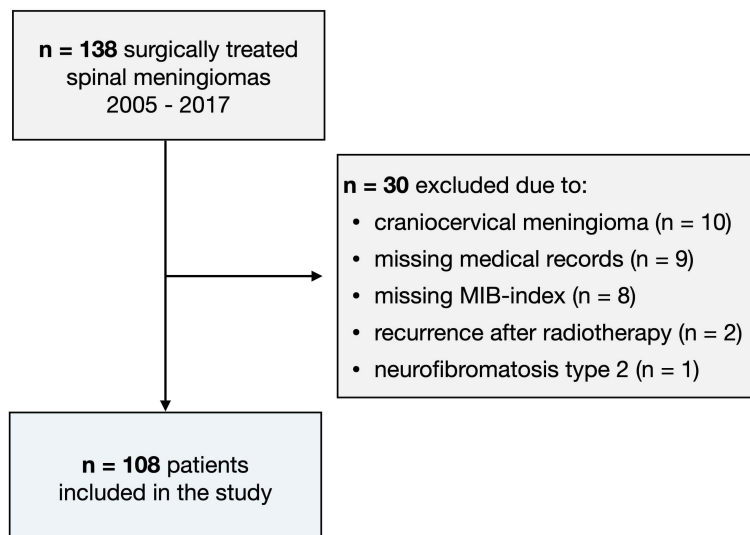 n = 138 surgically treated
spinal meningiomas
2005 - 2017
n = 30 excluded due to:
• craniocervical meningioma (n = 10)
• missing medical records (n = 9)
• missing MIB-index (n = 8)
• recurrence after radiotherapy (n = 2)
• neurofibromatosis type 2 (n = 1)
n = 108 patients
included in the study